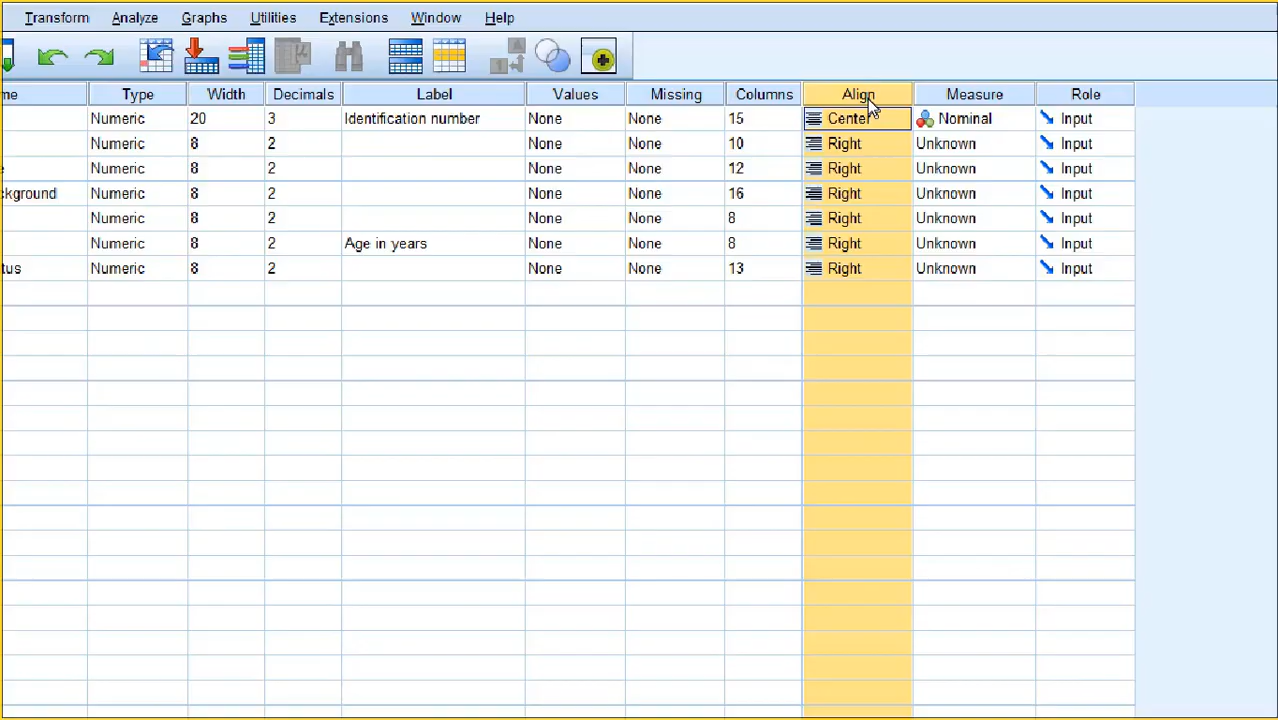 Transform Analyze Graphs Utilities Extensions Window Help
me Type Width Decimals Label Values Missing Columns Align Measure Role
Numeric 20 3 Identification number None None 15 Center Nominal Input
Numeric 8 2 None None 10 Right Unknown Input
e Numeric 8 2 None None 12 Right Unknown Input
ckground Numeric 8 2 None None 16 Right Unknown Input
Numeric 8 2 None None 8 Right Unknown Input
Numeric 8 2 Age in years None None 8 Right Unknown Input
tus Numeric 8 2 None None 13 Right Unknown Input